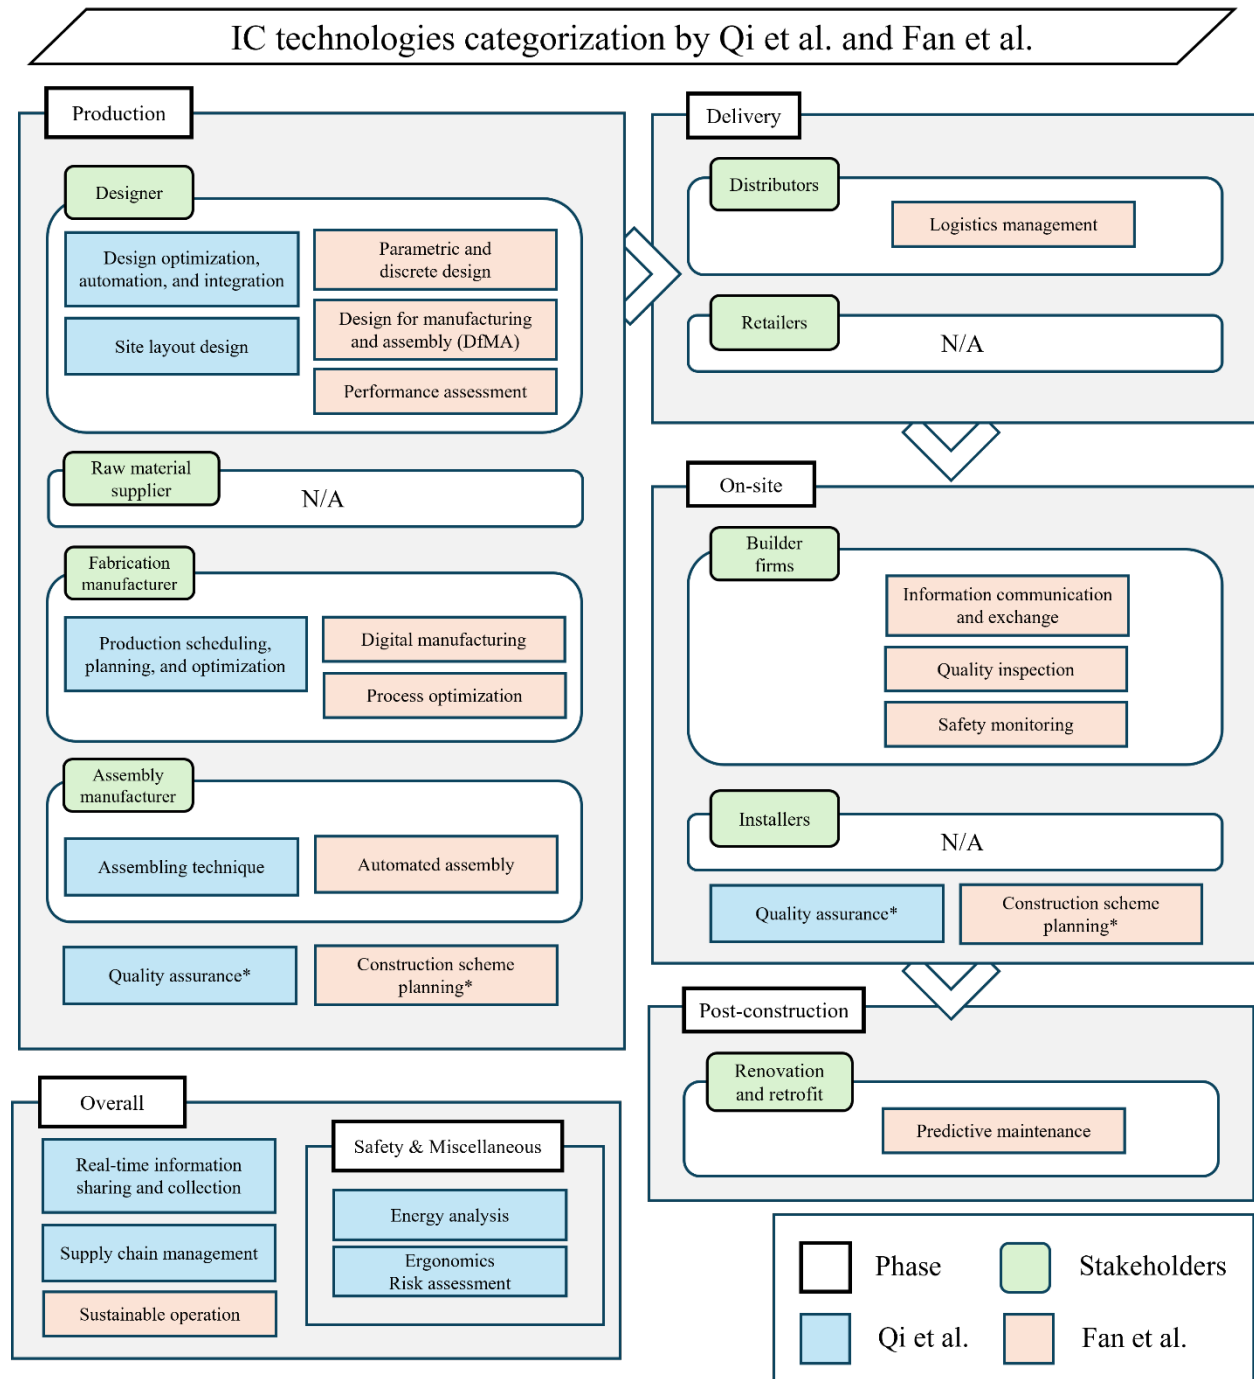 IC technologies categorization by Qi et al. and Fan et al.
Production
Designer
Design optimization,
automation, and integration
Site layout design
Parametric and
discrete design
Design for manufacturing
and assembly (DfMA)
Performance assessment
Raw material
supplier
N/A
Fabrication
manufacturer
Production scheduling,
planning, and optimization
Digital manufacturing
Process optimization
Assembly
manufacturer
Assembling technique
Automated assembly
Quality assurance*
Construction scheme
planning*
Delivery
Distributors
Logistics management
Retailers
N/A
On-site
Builder
firms
Information communication
and exchange
Quality inspection
Safety monitoring
Installers
N/A
Quality assurance*
Construction scheme
planning*
Post-construction
Renovation
and retrofit
Predictive maintenance
Overall
Real-time information
sharing and collection
Supply chain management
Sustainable operation
Safety & Miscellaneous
Energy analysis
Ergonomics
Risk assessment
Phase
Stakeholders
Qi et al.
Fan et al.